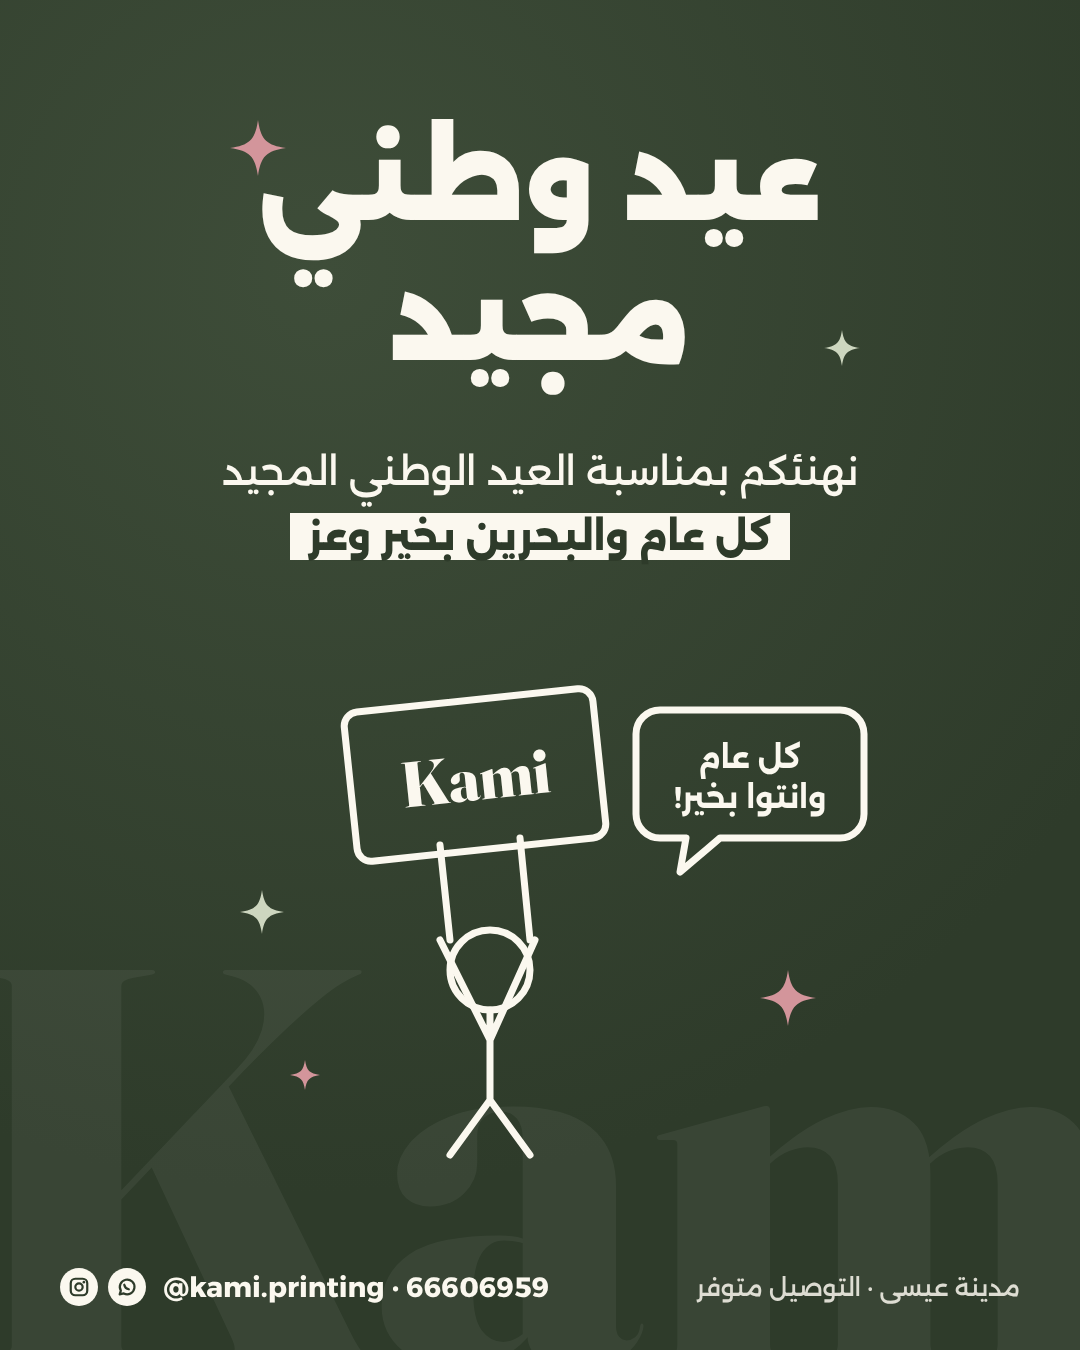 عيد وطني
مجيد
نهنئكم بمناسبة العيد الوطني المجيد
كل عام والبحرين بخير وعز
Kami
كل عام
وانتوا بخير!
Kam
@kami.printing · 66606959
مدينة عيسى · التوصيل متوفر